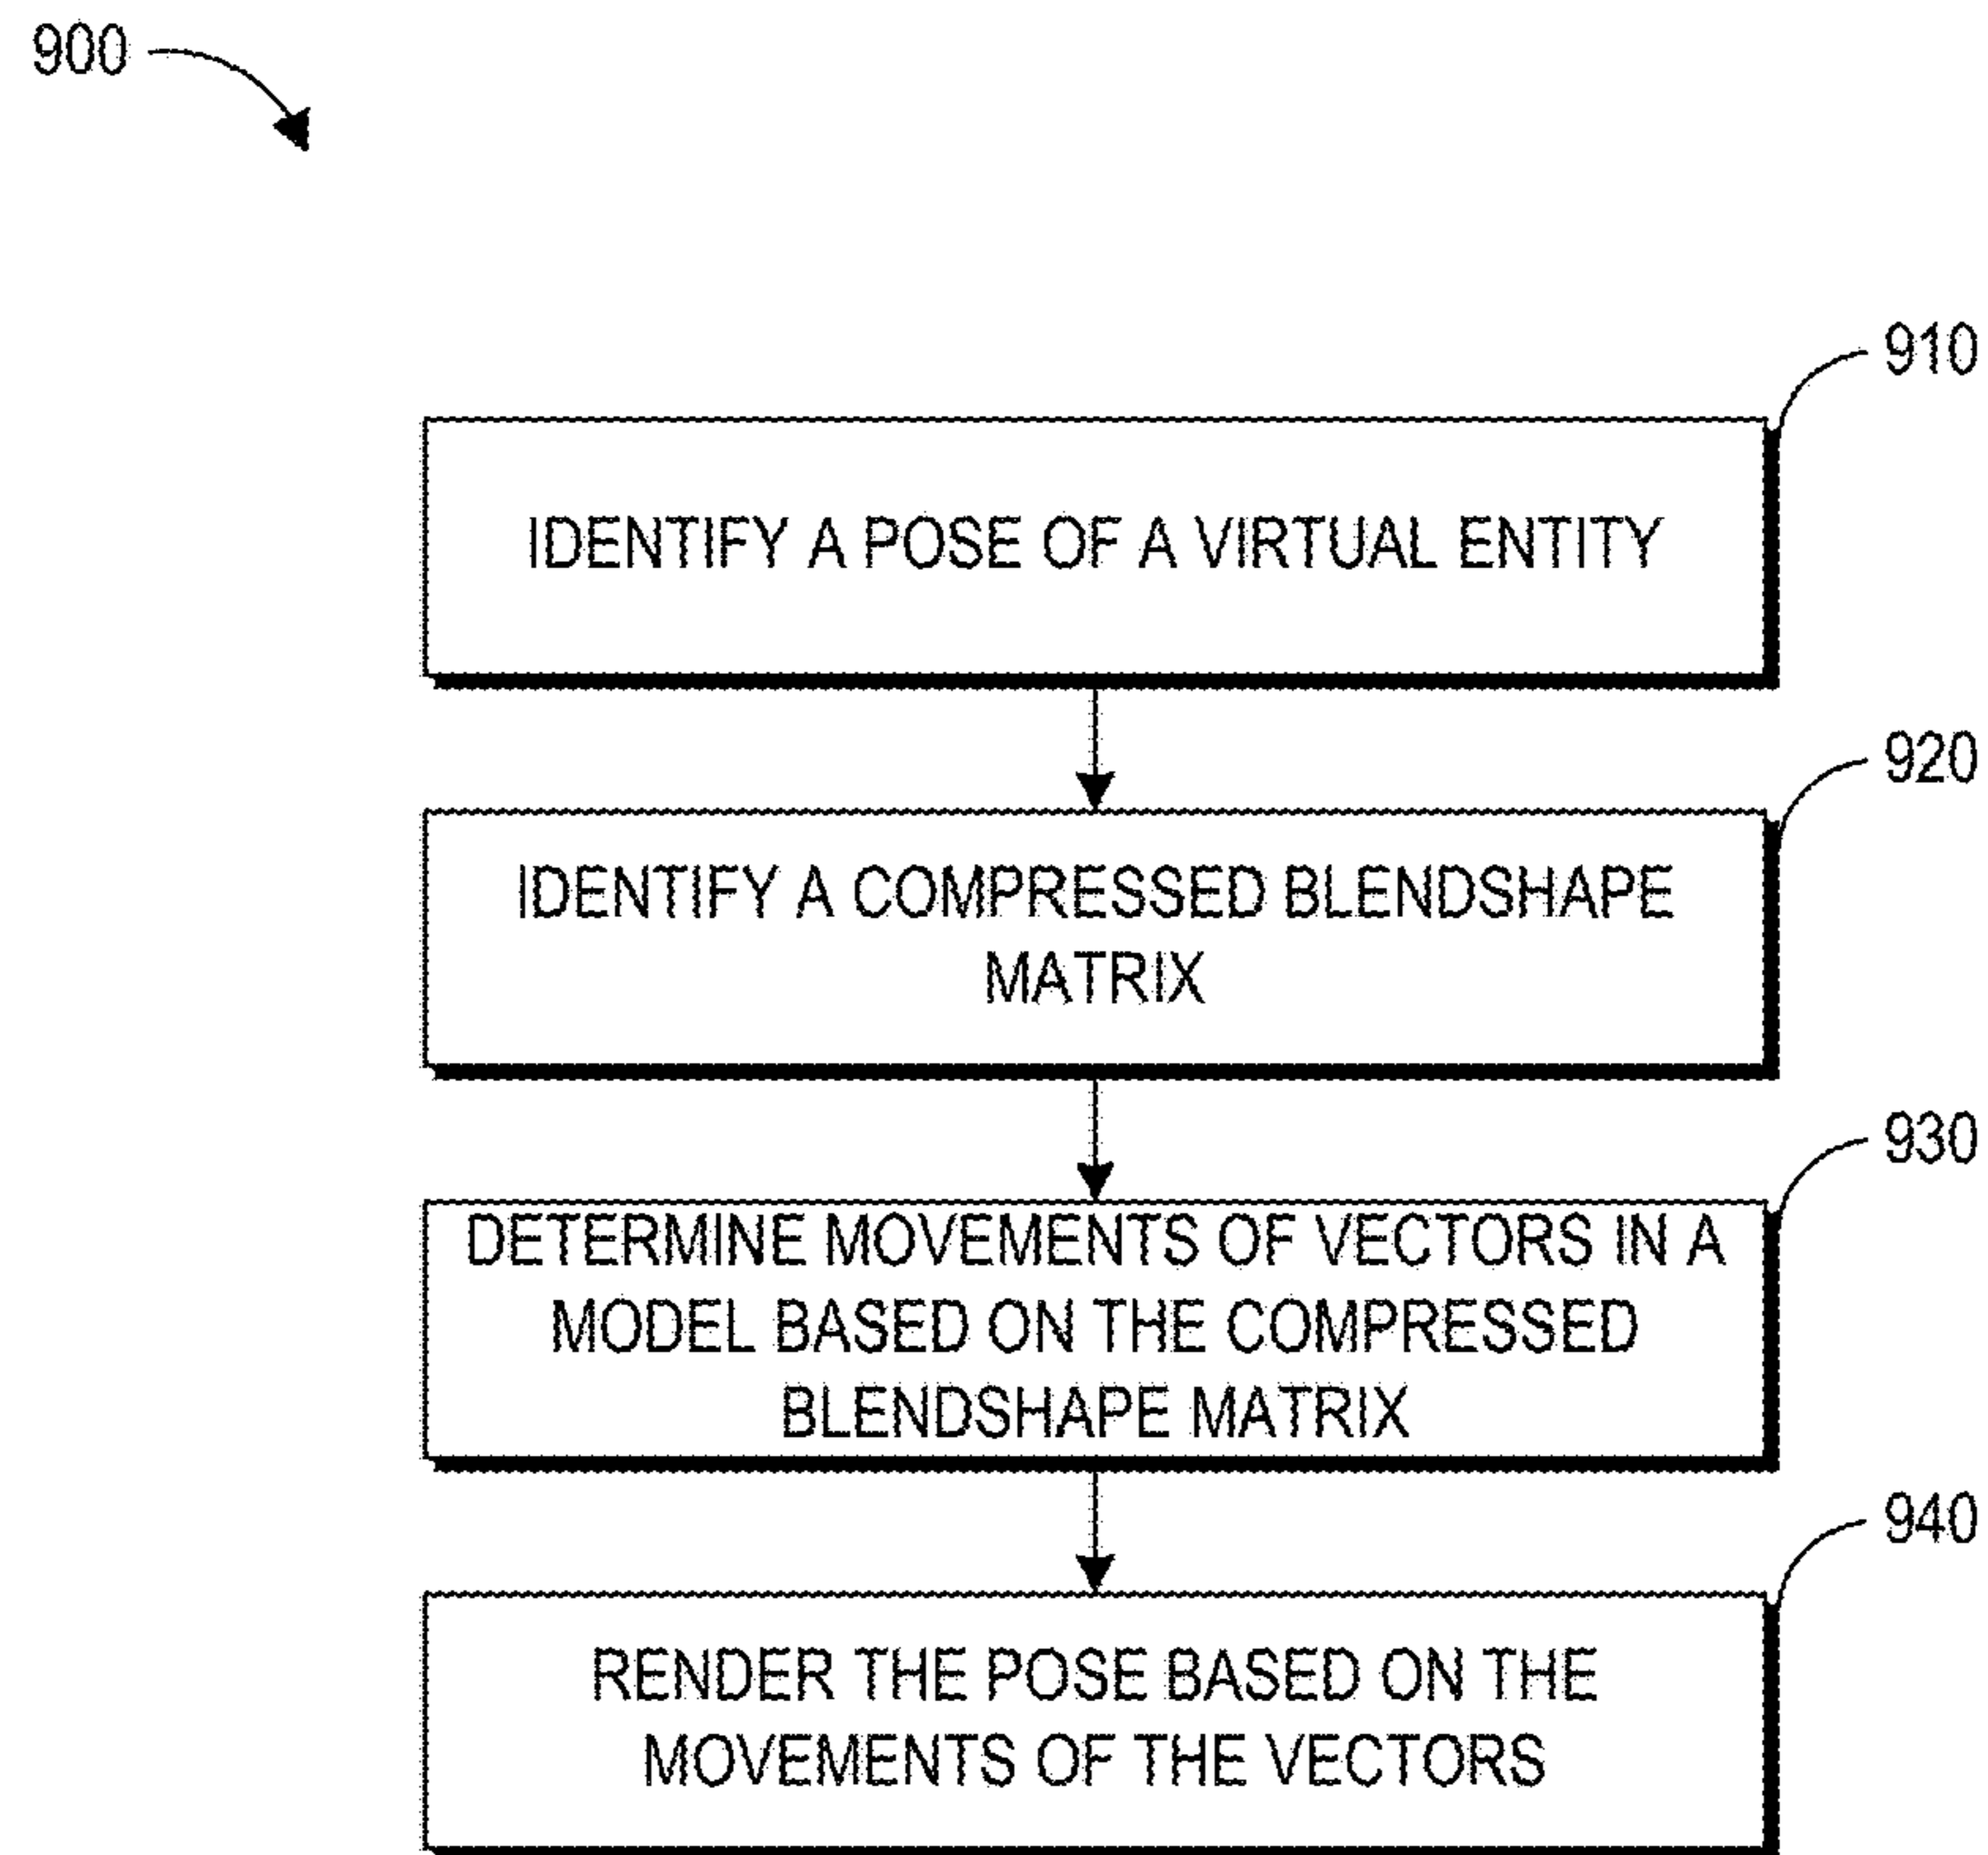 900
910
IDENTIFY A POSE OF A VIRTUAL ENTITY
920
IDENTIFY A COMPRESSED BLENDSHAPE
MATRIX
930
DETERMINE MOVEMENTS OF VECTORS IN A
MODEL BASED ON THE COMPRESSED
BLENDSHAPE MATRIX
940
RENDER THE POSE BASED ON THE
MOVEMENTS OF THE VECTORS